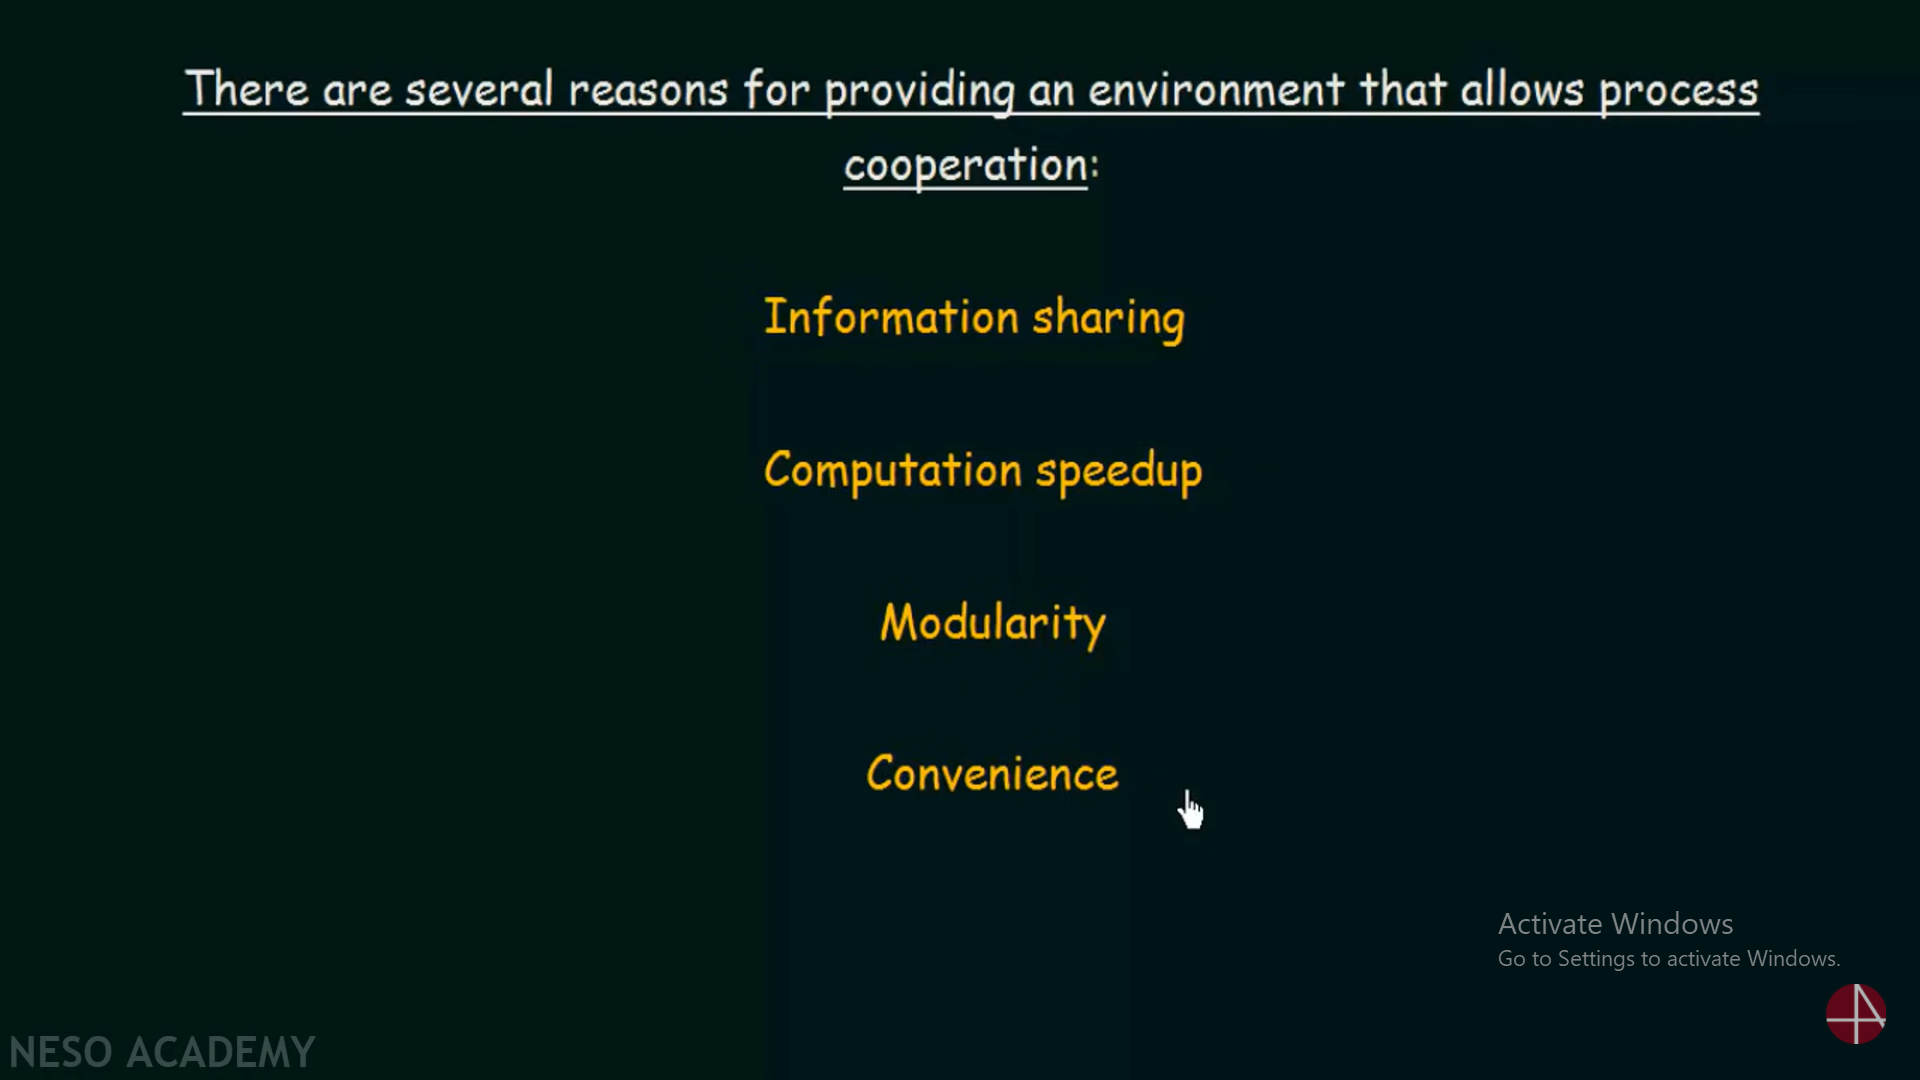 There are several reasons for providing an environment that allows process
cooperation:
Information sharing
Computation speedup
Modularity
Convenience
Activate Windows
Go to Settings to activate Windows.
NESO ACADEMY